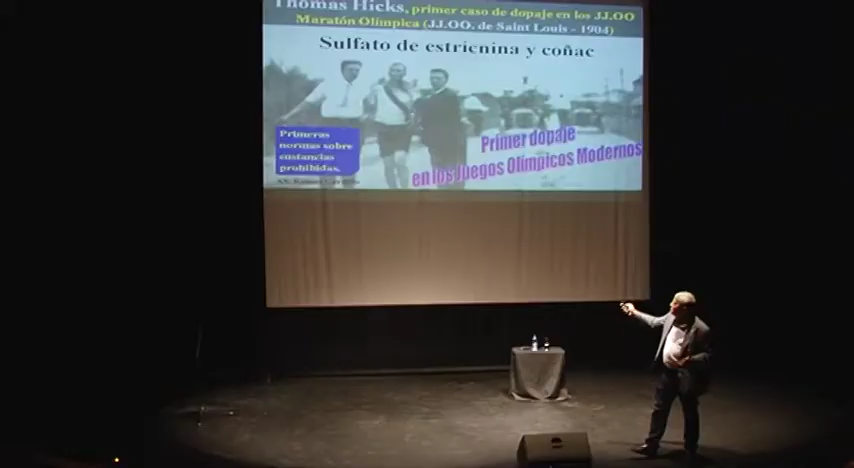 Thomas Hicks, primer caso de dopaje en los JJ.OO
Maratón Olímpica (JJ.OO. de Saint Louis - 1904)
Sulfato de estricnina y coñac
Primeras
normas sobre
sustancias
prohibidas.
Primer dopaje
en los Juegos Olímpicos Modernos